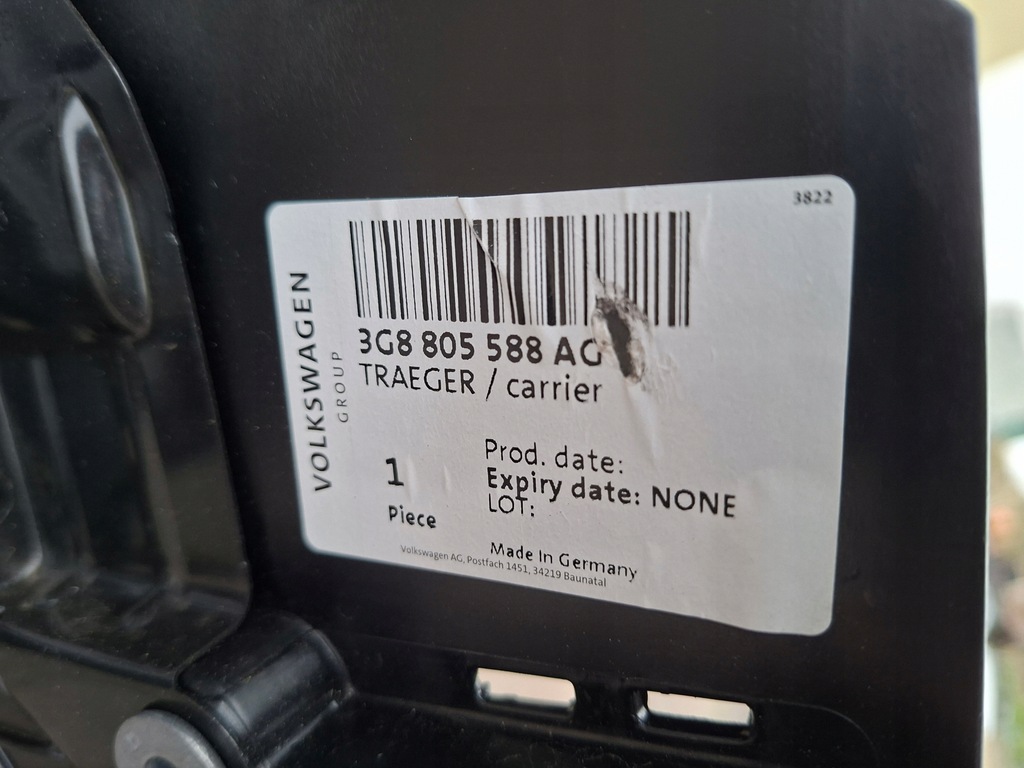 3822
VOLKSWAGEN
GROUP
3G8 805 588 AG
TRAEGER / carrier
1
Piece
Prod. date:
Expiry date: NONE
LOT:
Made In Germany
Volkswagen AG, Postfach 1451, 34219 Baunatal